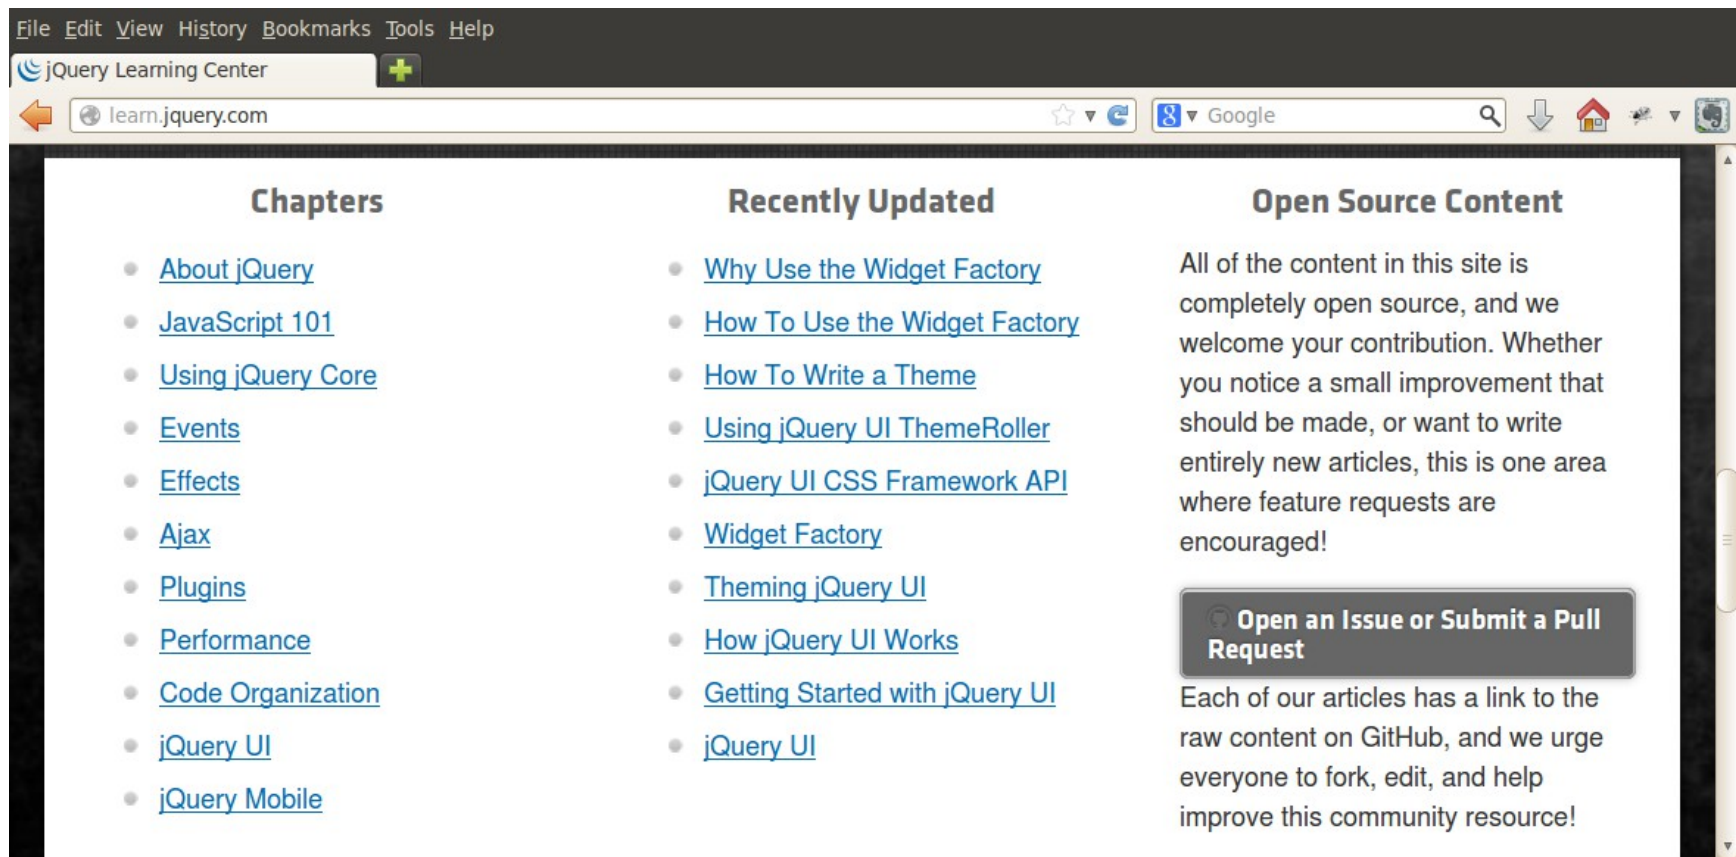 File Edit View History Bookmarks Tools Help
jQuery Learning Center
learn.jquery.com
Google
Chapters
About jQuery
JavaScript 101
Using jQuery Core
Events
Effects
Ajax
Plugins
Performance
Code Organization
jQuery UI
jQuery Mobile
Recently Updated
Why Use the Widget Factory
How To Use the Widget Factory
How To Write a Theme
Using jQuery UI ThemeRoller
jQuery UI CSS Framework API
Widget Factory
Theming jQuery UI
How jQuery UI Works
Getting Started with jQuery UI
jQuery UI
Open Source Content
All of the content in this site is
completely open source, and we
welcome your contribution. Whether
you notice a small improvement that
should be made, or want to write
entirely new articles, this is one area
where feature requests are
encouraged!
Open an Issue or Submit a Pull
Request
Each of our articles has a link to the
raw content on GitHub, and we urge
everyone to fork, edit, and help
improve this community resource!